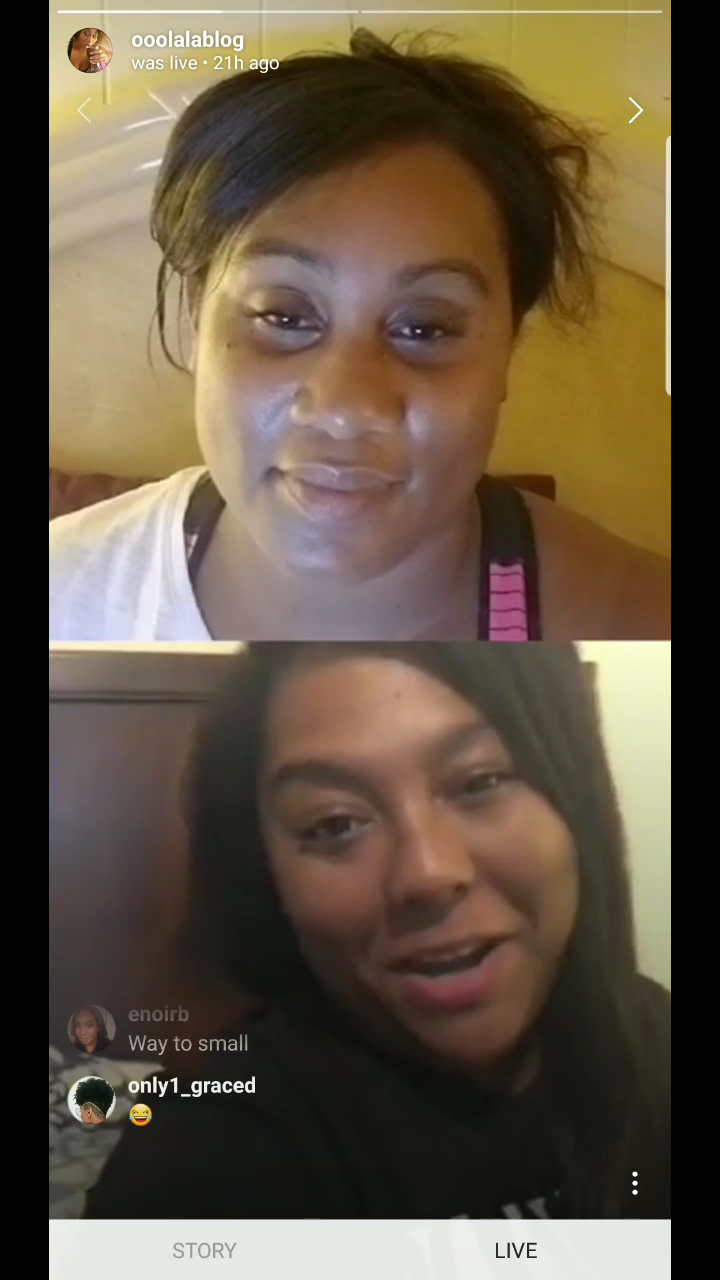 ooolalablog
was live • 21h ago
enoirb
Way to small
only1_graced
😂
STORY
LIVE